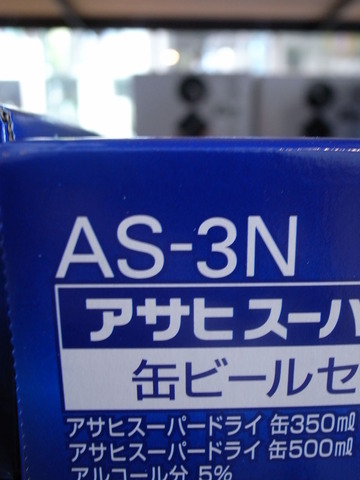 AS-3N
アサヒスーパ
缶ビールセ
アサヒスーパードライ 缶350ml
アサヒスーパードライ 缶500ml
アルコール分 5%